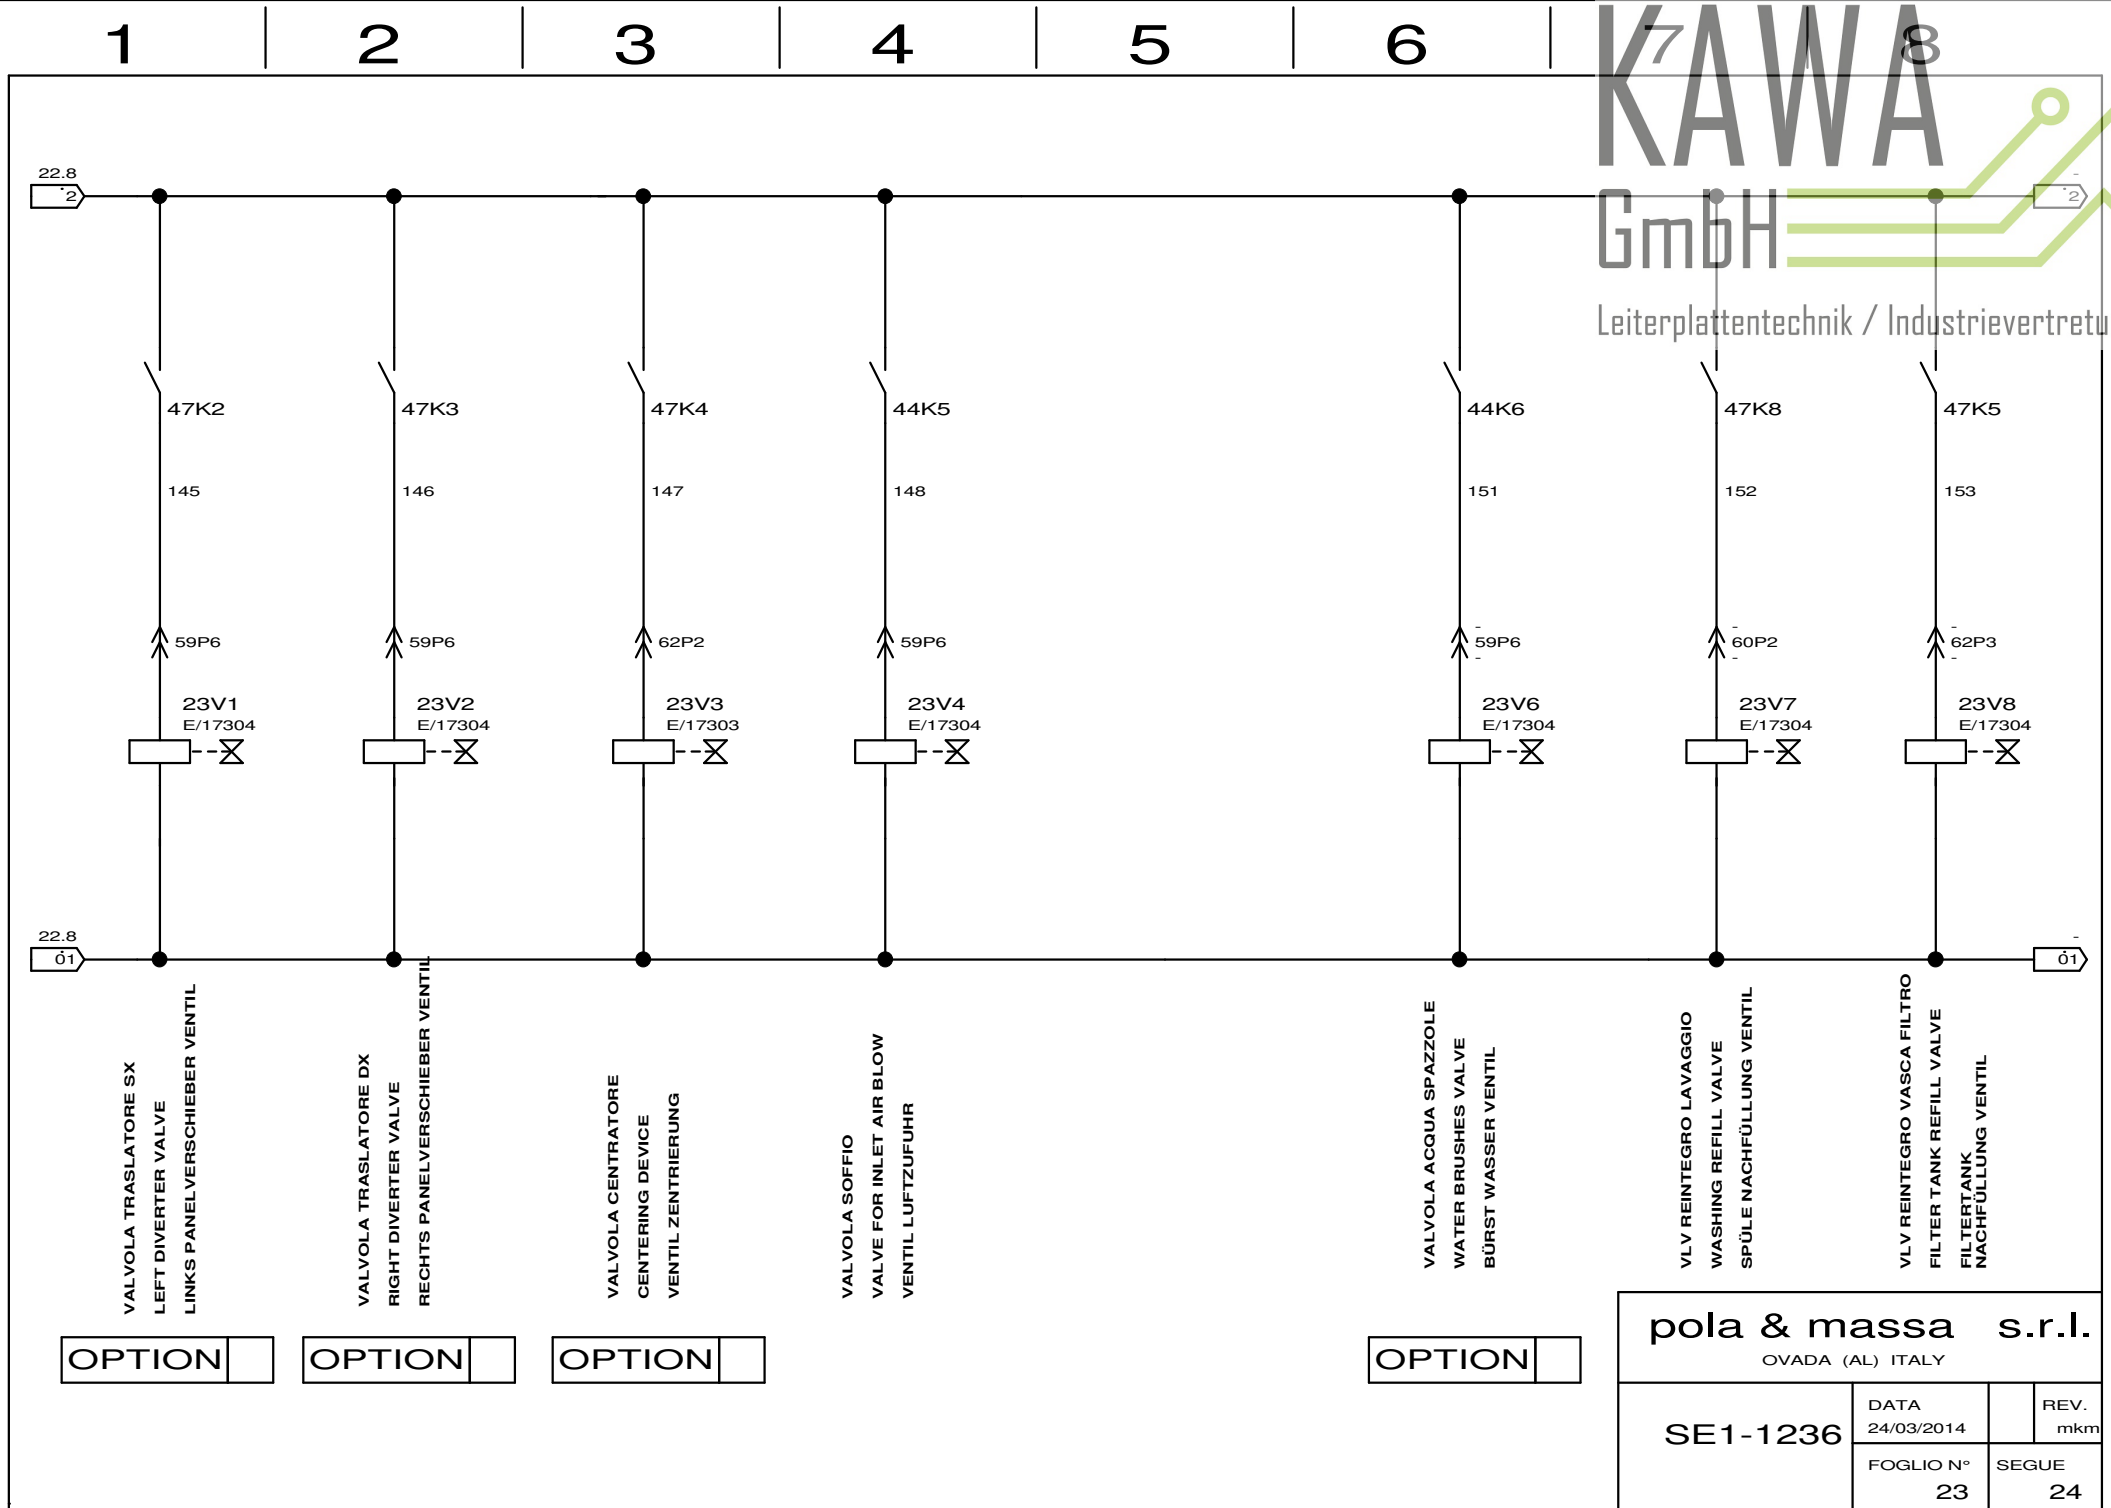 1 2 3 4 5 6 7 8
KAWA
GmbH
Leiterplattentechnik / Industrievertretu
22.8
2
-
2
47K2 47K3 47K4 44K5 44K6 47K8 47K5
145 146 147 148 151 152 153
59P6 59P6 62P2 59P6 59P6 60P2 62P3
23V1 23V2 23V3 23V4 23V6 23V7 23V8
E/17304 E/17304 E/17303 E/17304 E/17304 E/17304 E/17304
22.8
01
-
01
VALVOLA TRASLATORE SX
LEFT DIVERTER VALVE
LINKS PANELVERSCHIEBER VENTIL
VALVOLA TRASLATORE DX
RIGHT DIVERTER VALVE
RECHTS PANELVERSCHIEBER VENTIL
VALVOLA CENTRATORE
CENTERING DEVICE
VENTIL ZENTRIERUNG
VALVOLA SOFFIO
VALVE FOR INLET AIR BLOW
VENTIL LUFTZUFUHR
VALVOLA ACQUA SPAZZOLE
WATER BRUSHES VALVE
BÜRST WASSER VENTIL
VLV REINTEGRO LAVAGGIO
WASHING REFILL VALVE
SPÜLE NACHFÜLLUNG VENTIL
VLV REINTEGRO VASCA FILTRO
FILTER TANK REFILL VALVE
FILTERTANK
NACHFÜLLUNG VENTIL
OPTION OPTION OPTION OPTION
pola & massa s.r.l.
OVADA (AL) ITALY
SE1-1236
DATA
24/03/2014
REV.
mkm
FOGLIO N°
23
SEGUE
24